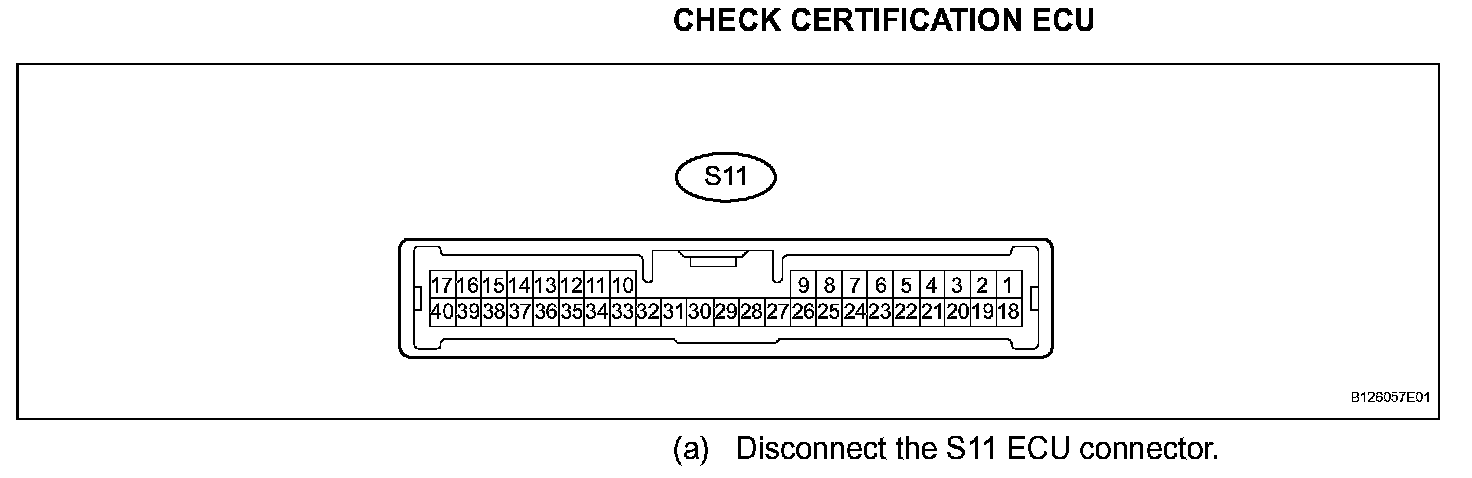 CHECK CERTIFICATION ECU
S11
17 16 15 14 13 12 11 10 9 8 7 6 5 4 3 2 1
40 39 38 37 36 35 34 33 32 31 30 29 28 27 26 25 24 23 22 21 20 19 18
B126057E01
(a) Disconnect the S11 ECU connector.